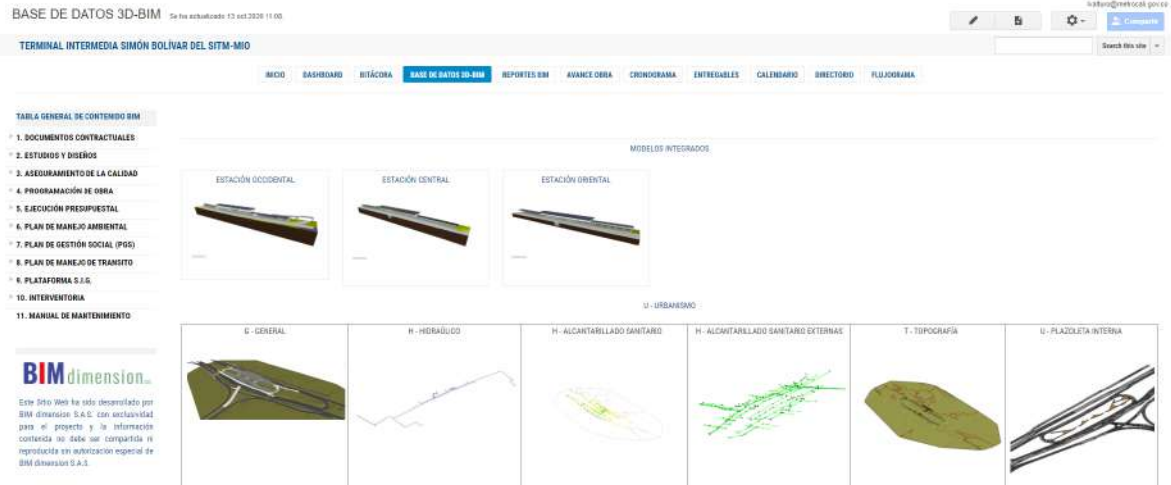 BASE DE DATOS 3D-BIM Se ha actualizado 13 oct.2020 11:08
Compartir
TERMINAL INTERMEDIA SIMÓN BOLÍVAR DEL SITM-MIO
Search this site
INICIO DASHBOARD BITÁCORA BASE DE DATOS 3D-BIM REPORTES BIM AVANCE OBRA CRONOGRAMA ENTREGABLES CALENDARIO DIRECTORIO FLUJOGRAMA
TABLA GENERAL DE CONTENIDO BIM
1. DOCUMENTOS CONTRACTUALES
2. ESTUDIOS Y DISEÑOS
3. ASEGURAMIENTO DE LA CALIDAD
4. PROGRAMACIÓN DE OBRA
5. EJECUCIÓN PRESUPUESTAL
6. PLAN DE MANEJO AMBIENTAL
7. PLAN DE GESTIÓN SOCIAL (PGS)
8. PLAN DE MANEJO DE TRANSITO
9. PLATAFORMA S.I.G.
10. INTERVENTORIA
11. MANUAL DE MANTENIMIENTO
BIM dimension
Este Sitio Web ha sido desarrollado por
BIM dimension S.A.S. con exclusividad
para el proyecto y la información
contenida no debe ser compartida ni
reproducida sin autorización especial de
BIM dimension S.A.S.
MODELOS INTEGRADOS
ESTACIÓN OCCIDENTAL ESTACIÓN CENTRAL ESTACIÓN ORIENTAL
U - URBANISMO
G - GENERAL H - HIDRAÚLICO H - ALCANTARILLADO SANITARIO H - ALCANTARILLADO SANITARIO EXTERNAS T - TOPOGRAFÍA U - PLAZOLETA INTERNA